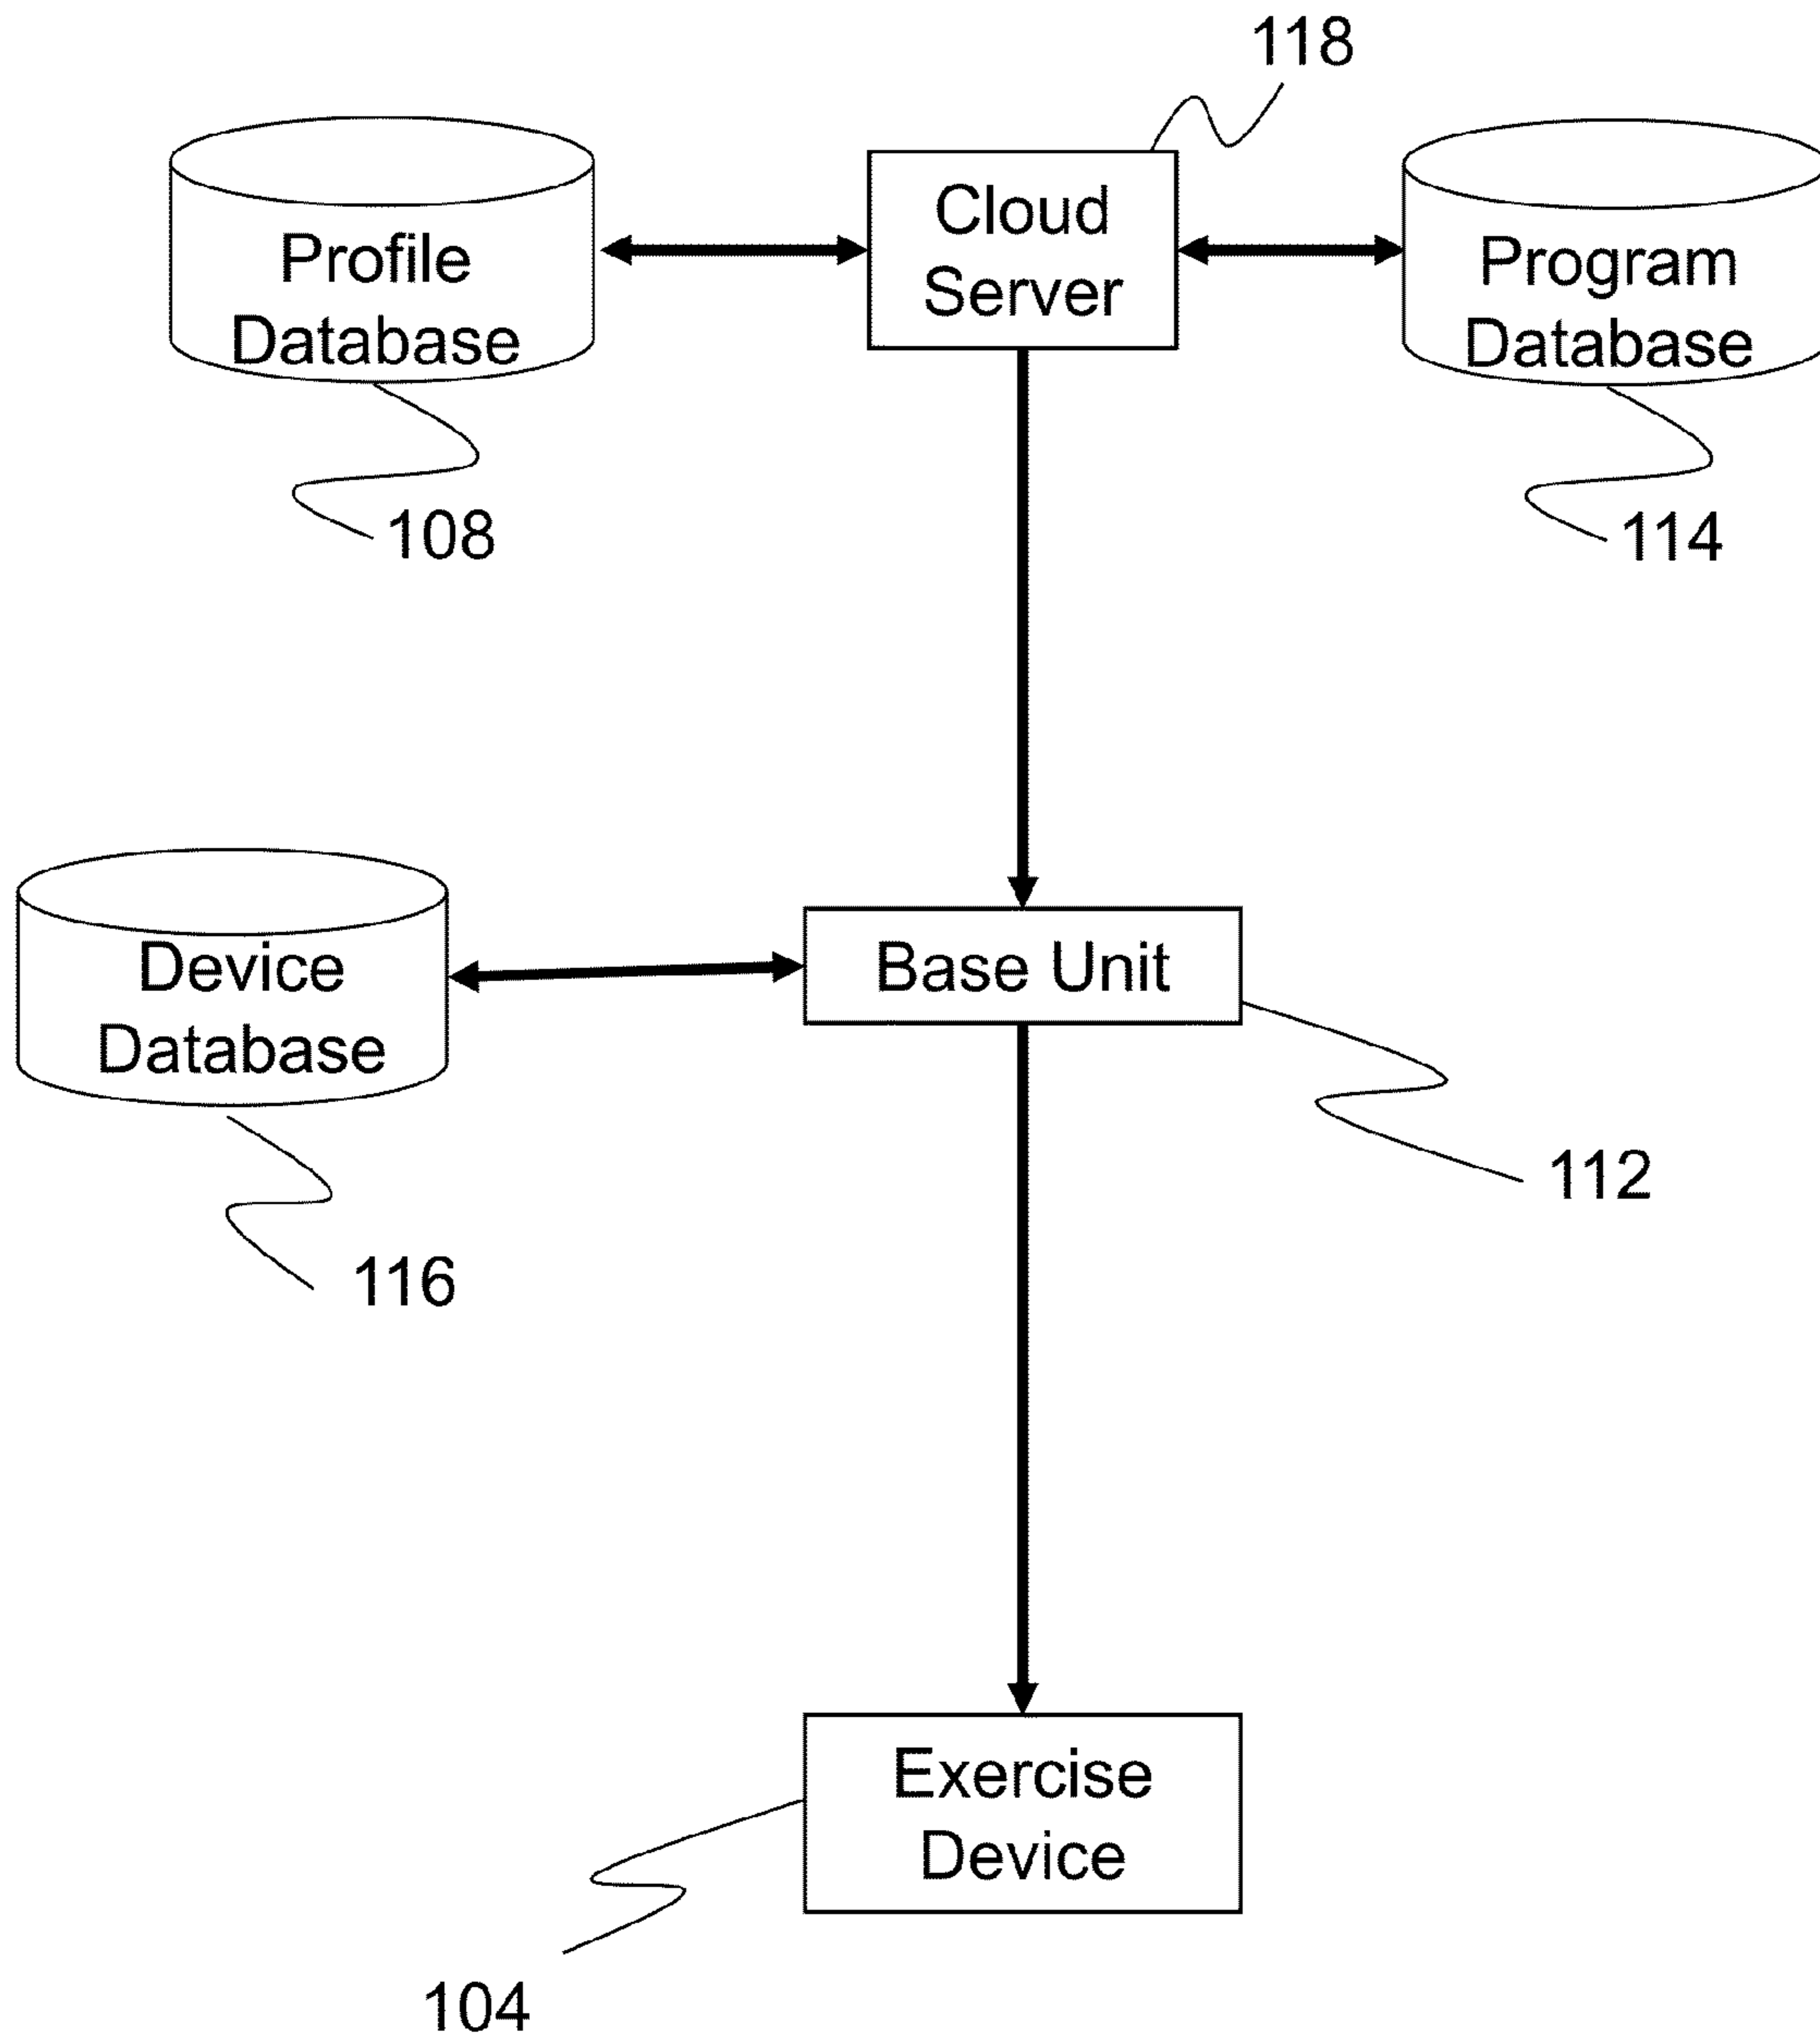 118
Cloud
Server
Profile
Database
Program
Database
108
114
Device
Database
Base Unit
112
116
Exercise
Device
104